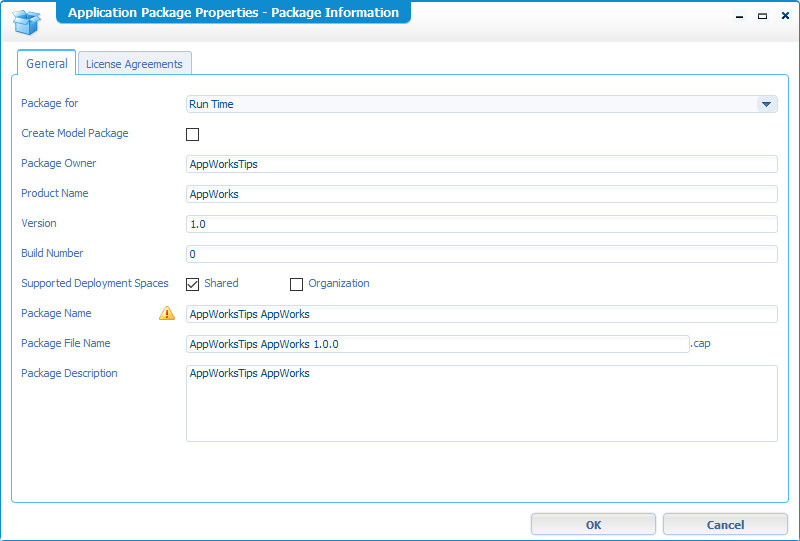 Application Package Properties - Package Information
General License Agreements
Package for Run Time
Create Model Package
Package Owner AppWorksTips
Product Name AppWorks
Version 1.0
Build Number 0
Supported Deployment Spaces Shared Organization
Package Name AppWorksTips AppWorks
Package File Name AppWorksTips AppWorks 1.0.0 .cap
Package Description AppWorksTips AppWorks
OK Cancel